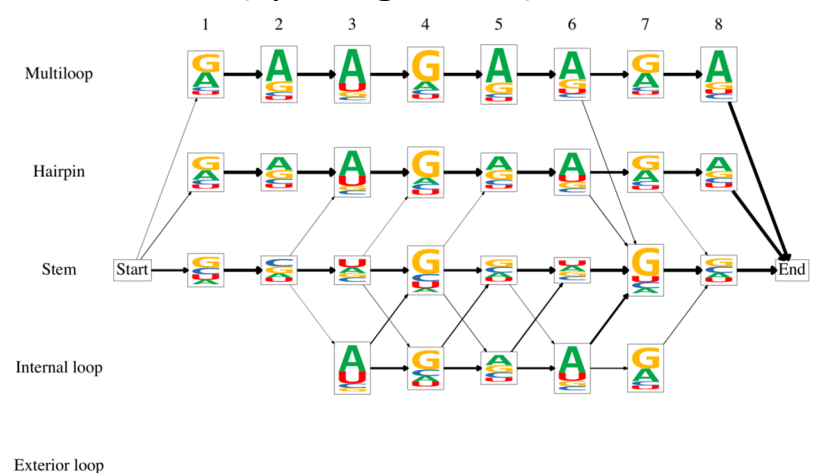 1 2 3 4 5 6 7 8
Multiloop G A C U A G U C A U G C G A C U A G C U A G U C G A C U A G U C
Hairpin G A C U A G C U A U G C G A C U A G C U A U G C G A C U A G C U
Stem Start G C U A C G A U U A G C G C U A G C A U U A G C G U C A G C A U End
Internal loop A U G C G C A U A G C U A U G C G A C U
Exterior loop